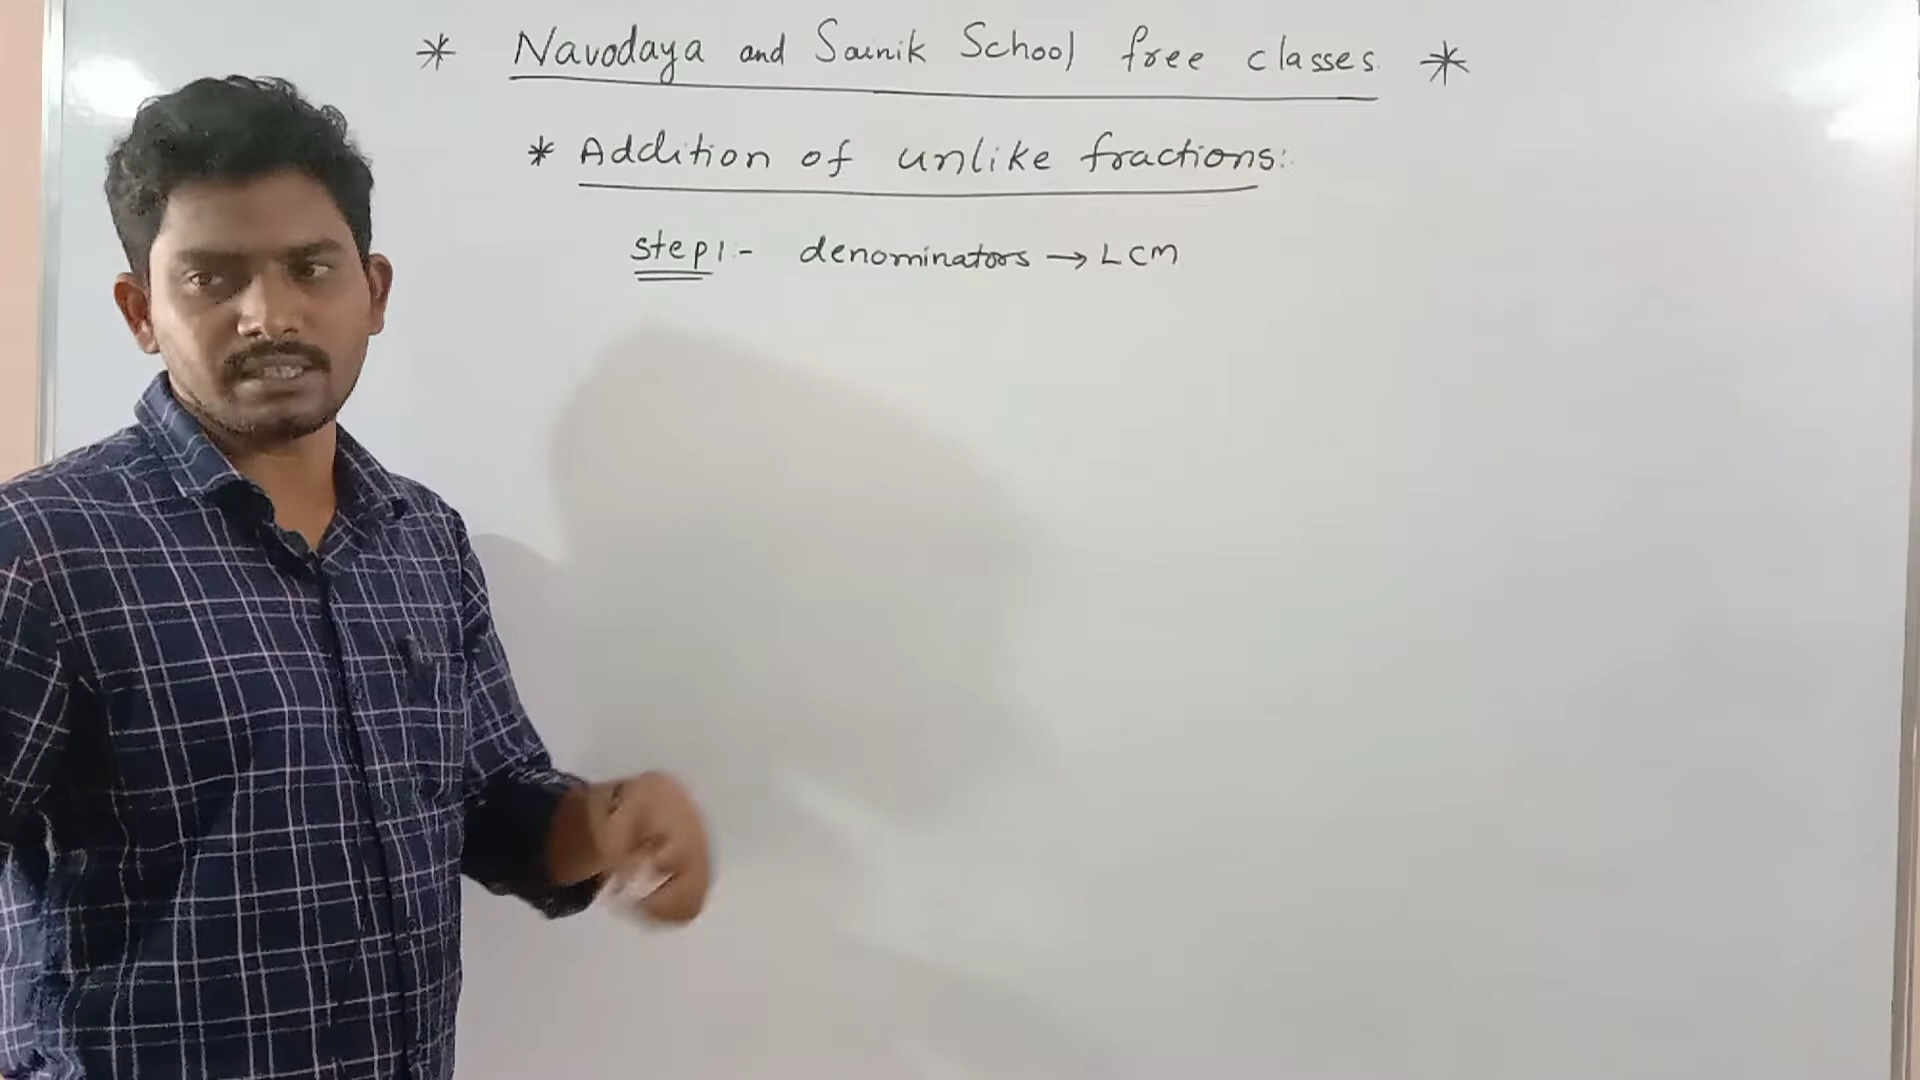 * Navodaya and Sainik School free classes *
* Addition of unlike fractions:
Step1:- denominators → LCM